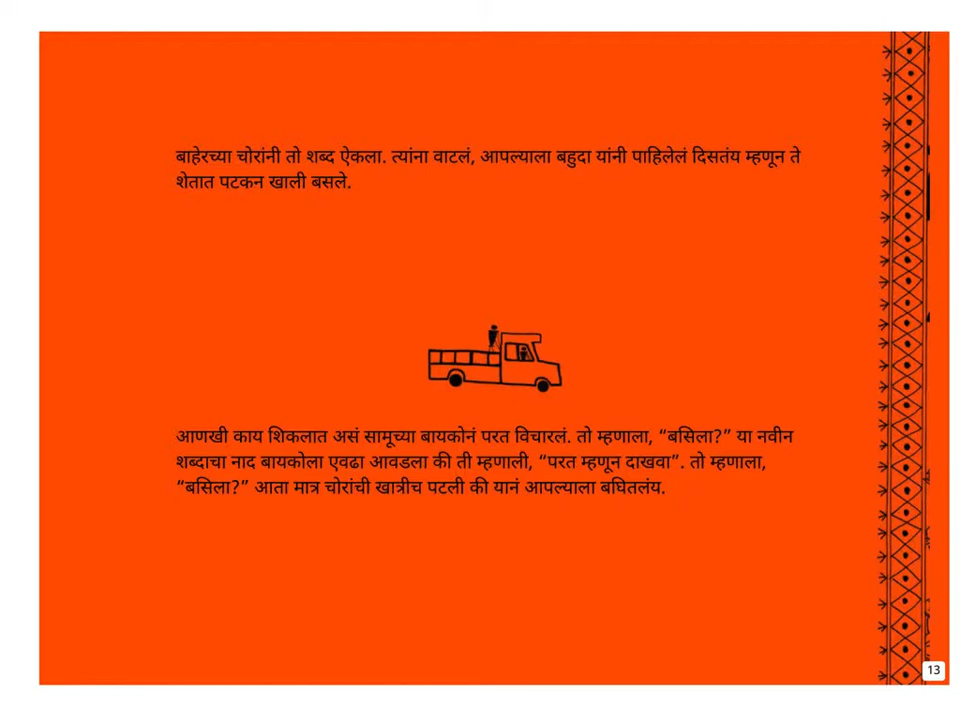 बाहेरच्या चोरांनी तो शब्द ऐकला. त्यांना वाटलं, आपल्याला बहुदा यांनी पाहिलेलं दिसतंय म्हणून ते
शेतात पटकन खाली बसले.
आणखी काय शिकलात असं सामूच्या बायकोनं परत विचारलं. तो म्हणाला, “बसिला?” या नवीन
शब्दाचा नाद बायकोला एवढा आवडला की ती म्हणाली, “परत म्हणून दाखवा”. तो म्हणाला,
“बसिला?” आता मात्र चोरांची खात्रीच पटली की यानं आपल्याला बघितलंय.
13